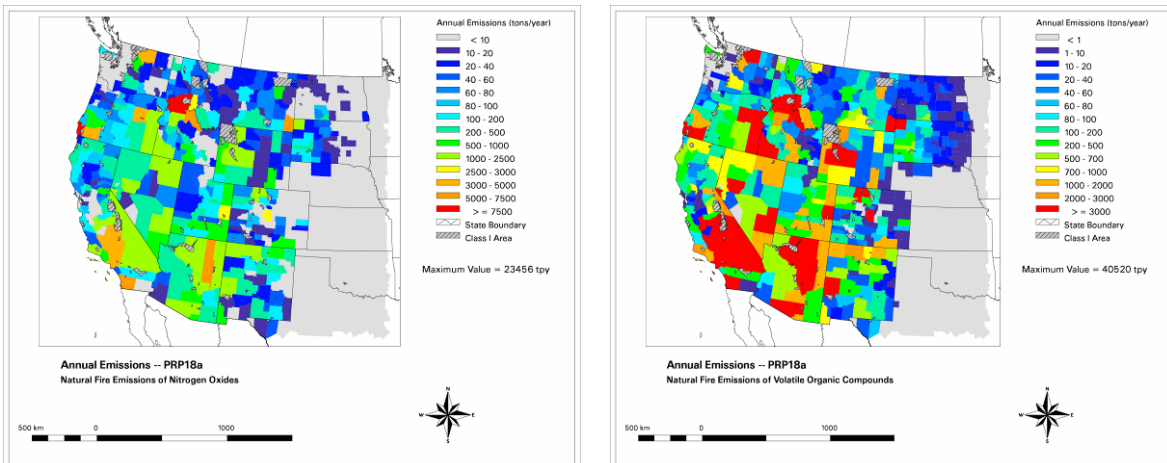 Annual Emissions (tons/year)
< 10
10 - 20
20 - 40
40 - 60
60 - 80
80 - 100
100 - 200
200 - 500
500 - 1000
1000 - 2500
2500 - 3000
3000 - 5000
5000 - 7500
> = 7500
State Boundary
Class I Area
Maximum Value = 23456 tpy
Annual Emissions -- PRP18a
Natural Fire Emissions of Nitrogen Oxides
N
W E
S
500 km 0 500 1000
Annual Emissions (tons/year)
< 1
1 - 10
10 - 20
20 - 40
40 - 60
60 - 80
80 - 100
100 - 200
200 - 500
500 - 700
700 - 1000
1000 - 2000
2000 - 3000
> = 3000
State Boundary
Class I Area
Maximum Value = 40520 tpy
Annual Emissions -- PRP18a
Natural Fire Emissions of Volatile Organic Compounds
N
W E
S
500 km 0 1000